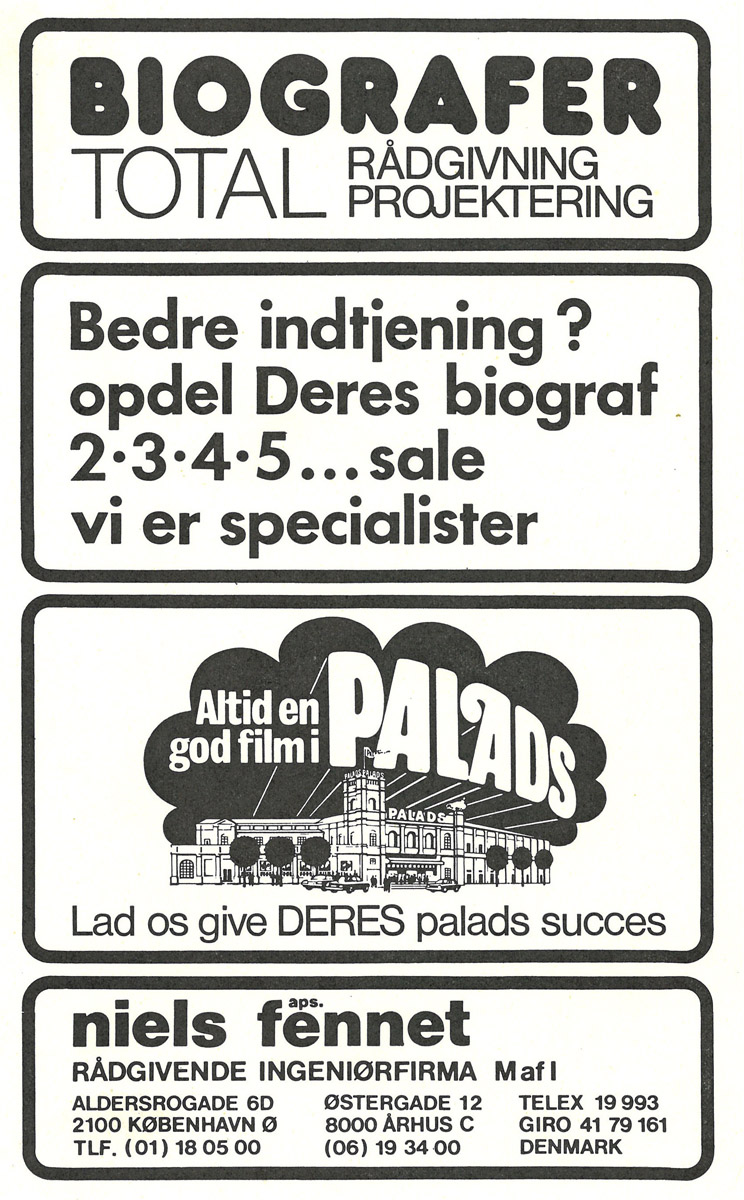 BIOGRAFER
TOTAL RÅDGIVNING
PROJEKTERING
Bedre indtjening?
opdel Deres biograf
2·3·4·5...sale
vi er specialister
Altid en
god film i PALADS
PALADS PALADS
PALADS
Lad os give DERES palads succes
niels fennet aps.
RÅDGIVENDE INGENIØRFIRMA M af I
ALDERSROGADE 6D ØSTERGADE 12 TELEX 19 993
2100 KØBENHAVN Ø 8000 ÅRHUS C GIRO 41 79 161
TLF. (01) 18 05 00 (06) 19 34 00 DENMARK